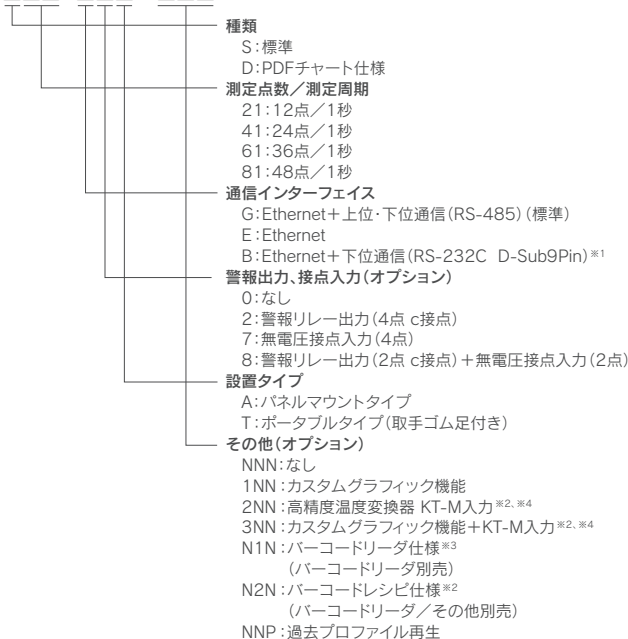 種類
S：標準
D：PDFチャート仕様
測定点数／測定周期
21：12点／1秒
41：24点／1秒
61：36点／1秒
81：48点／1秒
通信インターフェイス
G：Ethernet＋上位・下位通信（RS-485）（標準）
E：Ethernet
B：Ethernet＋下位通信（RS-232C D-Sub9Pin）※1
警報出力、接点入力（オプション）
0：なし
2：警報リレー出力（4点 c接点）
7：無電圧接点入力（4点）
8：警報リレー出力（2点 c接点）＋無電圧接点入力（2点）
設置タイプ
A：パネルマウントタイプ
T：ポータブルタイプ（取手ゴム足付き）
その他（オプション）
NNN：なし
1NN：カスタムグラフィック機能
2NN：高精度温度変換器 KT-M入力※2、※4
3NN：カスタムグラフィック機能＋KT-M入力※2、※4
N1N：バーコードリーダ仕様※3
（バーコードリーダ別売）
N2N：バーコードレシピ仕様※2
（バーコードリーダ／その他別売）
NNP：過去プロファイル再生